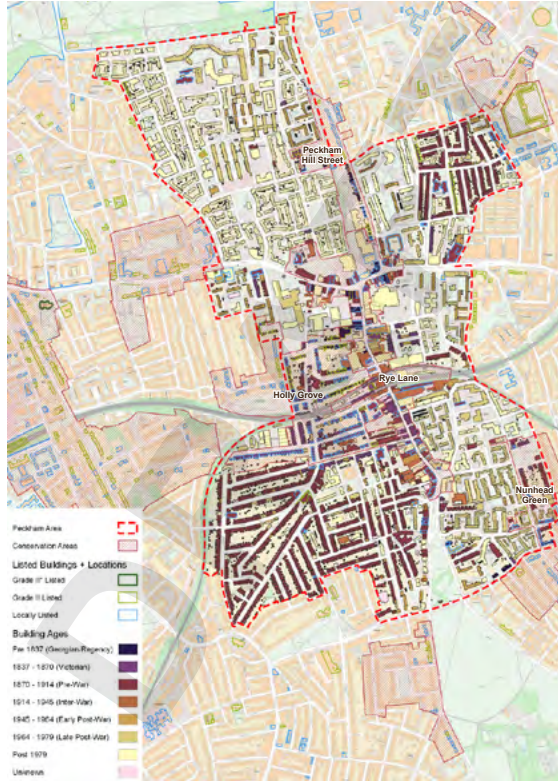 Peckham
Hill Street
Rye Lane
Holly Grove
Nunhead
Green
Peckham Area
Conservation Areas
Listed Buildings + Locations
Grade II* Listed
Grade II Listed
Locally Listed
Building Ages
Pre 1837 (Georgian/Regency)
1837 - 1870 (Victorian)
1870 - 1914 (Pre-War)
1914 - 1945 (Inter-War)
1945 - 1964 (Early Post-War)
1964 - 1979 (Late Post-War)
Post 1979
Unknown